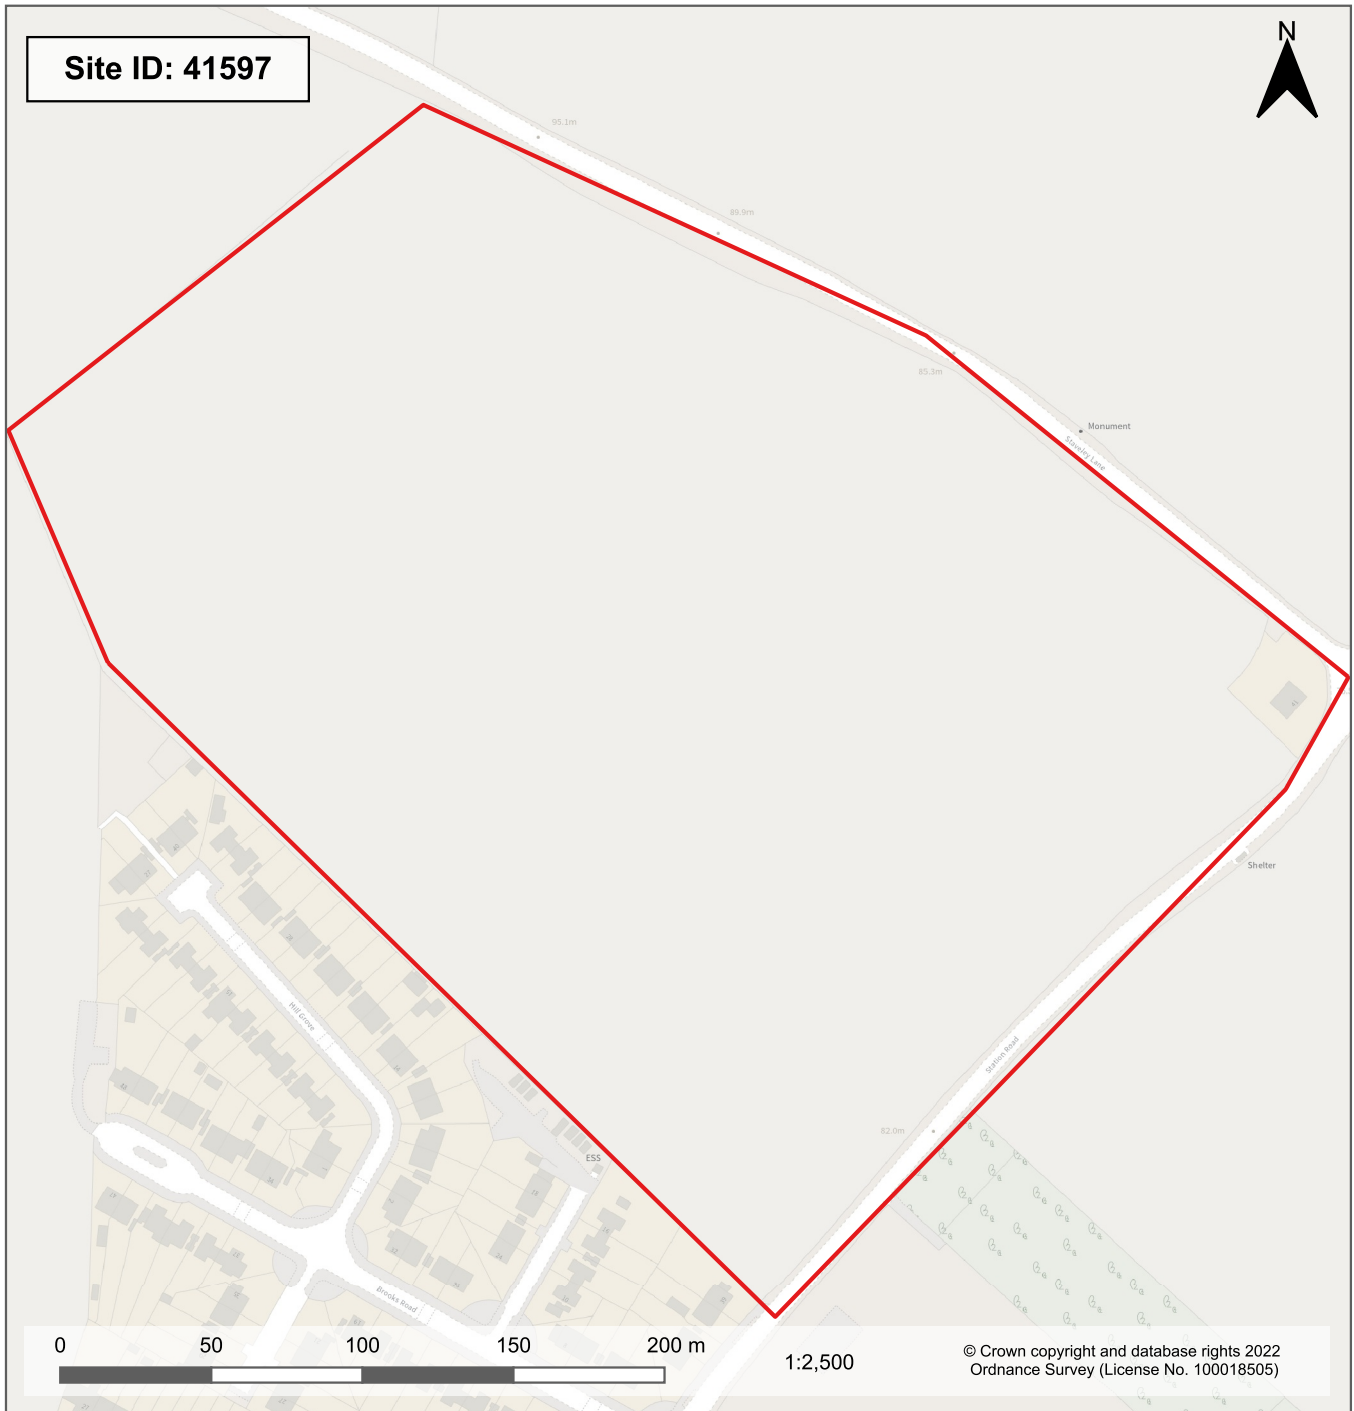 Site ID: 41597
N
95.1m
89.9m
85.3m
Monument
Staveley Lane
Shelter
Hill Grove
Station Road
82.0m
ESS
Brooks Road
0 50 100 150 200 m
1:2,500
© Crown copyright and database rights 2022
Ordnance Survey (License No. 100018505)